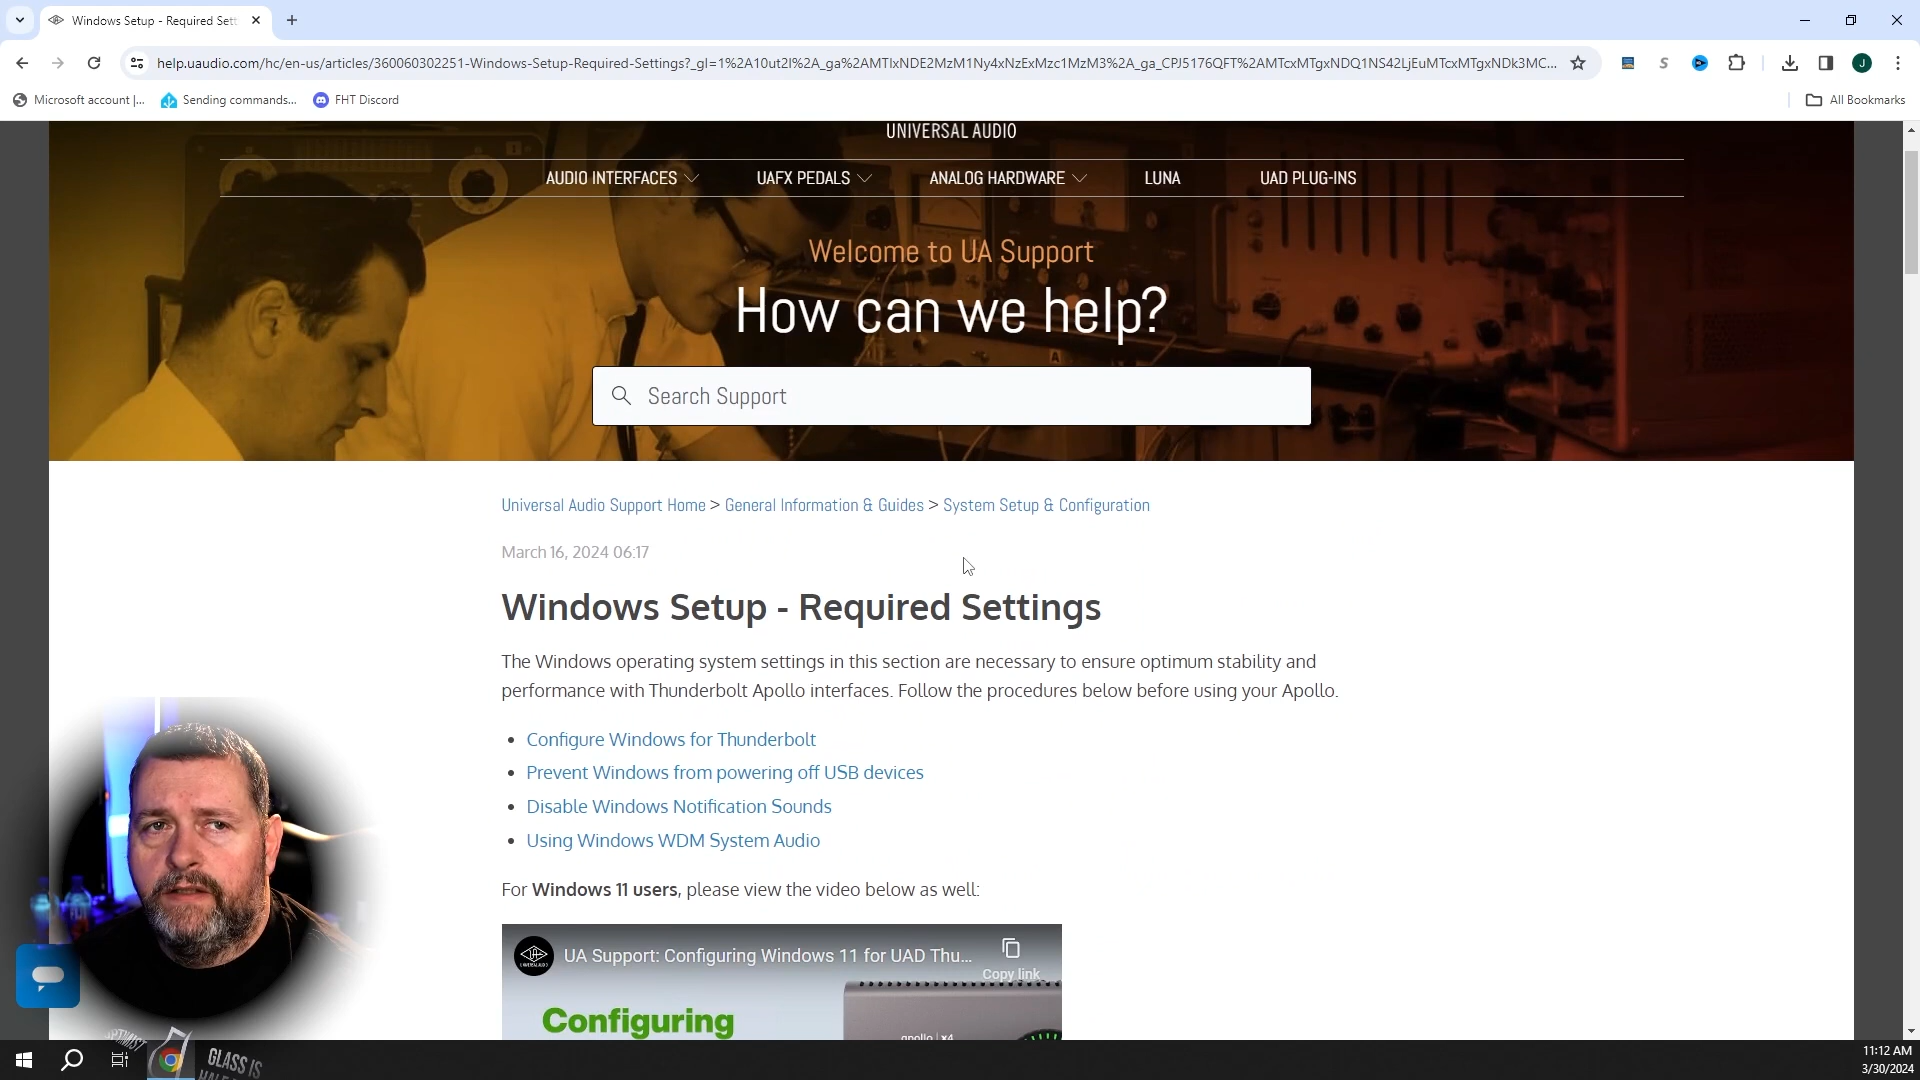 Windows Setup - Required Sett
help.uaudio.com/hc/en-us/articles/360060302251-Windows-Setup-Required-Settings?_gl=1%2A10ut2l%2A_ga%2AMTIxNDE2MzM1Ny4xNzExMzc1MzM3%2A_ga_CPJ5176QFT%2AMTcxMTgxNDQ1NS42LjEuMTcxMTgxNDk3MC...
J
Microsoft account |...
Sending commands...
FHT Discord
All Bookmarks
UNIVERSAL AUDIO
AUDIO INTERFACES
UAFX PEDALS
ANALOG HARDWARE
LUNA
UAD PLUG-INS
Welcome to UA Support
How can we help?
Search Support
Universal Audio Support Home > General Information & Guides > System Setup & Configuration
March 16, 2024 06:17
Windows Setup - Required Settings
The Windows operating system settings in this section are necessary to ensure optimum stability and
performance with Thunderbolt Apollo interfaces. Follow the procedures below before using your Apollo.
• Configure Windows for Thunderbolt
• Prevent Windows from powering off USB devices
• Disable Windows Notification Sounds
• Using Windows WDM System Audio
For Windows 11 users, please view the video below as well:
UA Support: Configuring Windows 11 for UAD Thu...
Copy link
Configuring
apollo | x4
GLASS IS
11:12 AM
3/30/2024